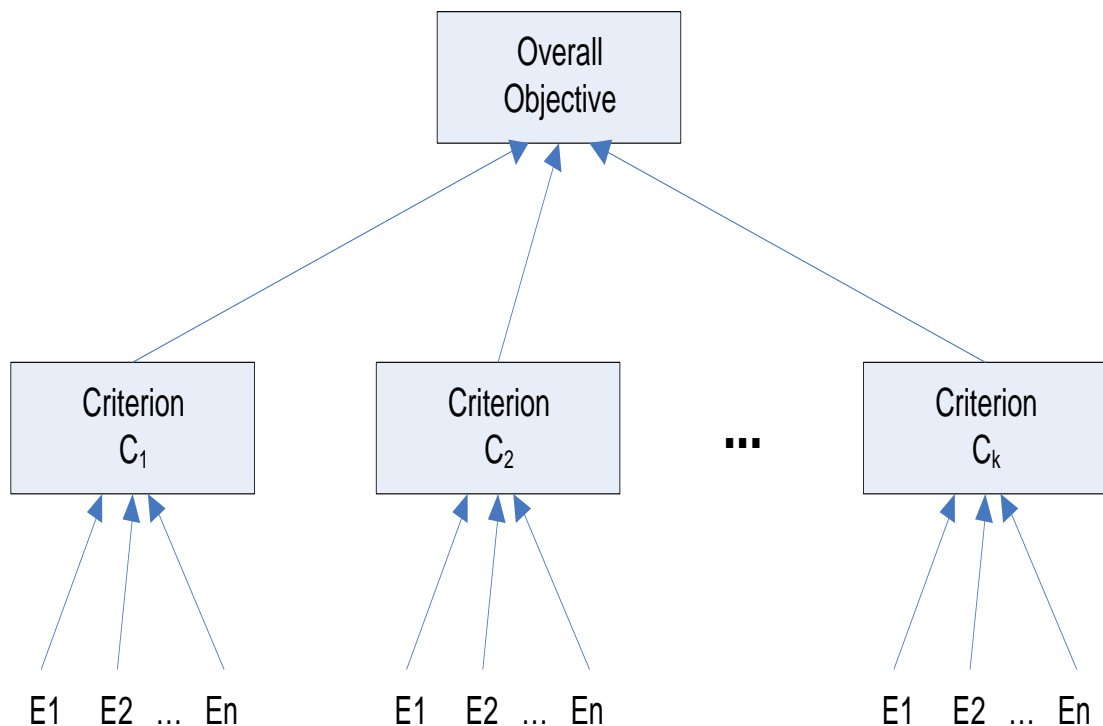 Overall
Objective
Criterion
C₁
Criterion
C₂
...
Criterion
Cₖ
E1 E2 ... En
E1 E2 ... En
E1 E2 ... En